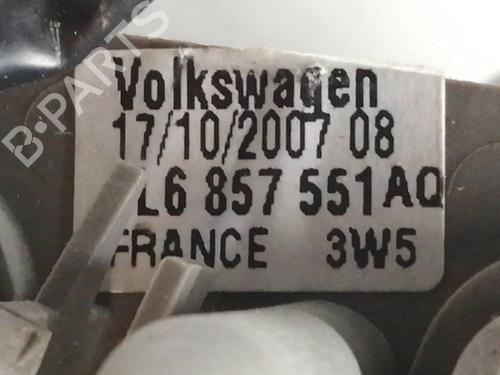 B-PARTS
Volkswagen
17/10/2007 08
L6 857 551AQ
FRANCE 3W5